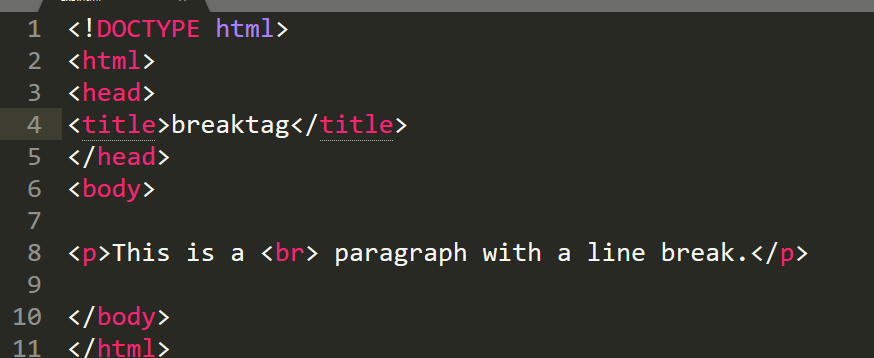 1 <!DOCTYPE html>
2 <html>
3 <head>
4 <title>breaktag</title>
5 </head>
6 <body>
7
8 <p>This is a <br> paragraph with a line break.</p>
9
10 </body>
11 </html>